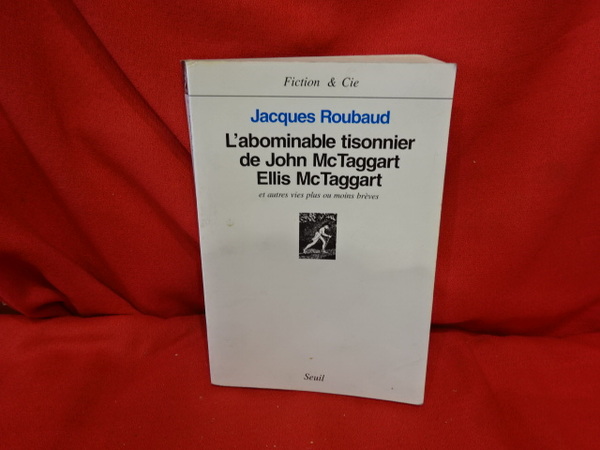 Fiction & Cie
Jacques Roubaud
L'abominable tisonnier
de John McTaggart
Ellis McTaggart
et autres vies plus ou moins brèves
Seuil